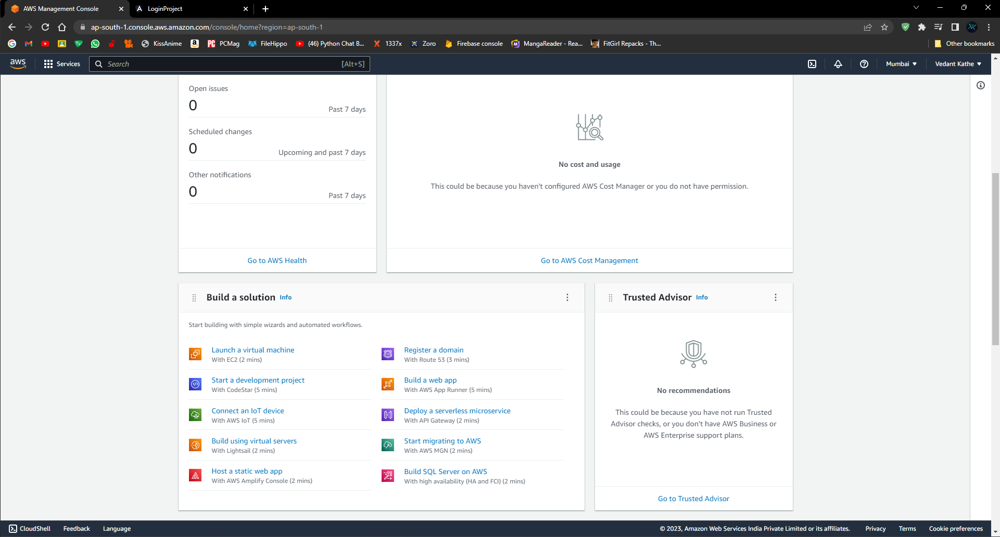 AWS Management Console
LoginProject
ap-south-1.console.aws.amazon.com/console/home?region=ap-south-1
KissAnime
PCMag
FileHippo
(46) Python Chat B...
1337x
Zoro
Firebase console
MangaReader - Rea...
FitGirl Repacks - Th...
Other bookmarks
aws
Services
Search
[Alt+S]
Mumbai
Vedant Kathe
Open issues
0
Past 7 days
Scheduled changes
0
Upcoming and past 7 days
Other notifications
0
Past 7 days
Go to AWS Health
No cost and usage
This could be because you haven't configured AWS Cost Manager or you do not have permission.
Go to AWS Cost Management
Build a solution Info
Start building with simple wizards and automated workflows.
Launch a virtual machine
With EC2 (2 mins)
Start a development project
With CodeStar (5 mins)
Connect an IoT device
With AWS IoT (5 mins)
Build using virtual servers
With Lightsail (2 mins)
Host a static web app
With AWS Amplify Console (2 mins)
Register a domain
With Route 53 (3 mins)
Build a web app
With AWS App Runner (5 mins)
Deploy a serverless microservice
With API Gateway (2 mins)
Start migrating to AWS
With AWS MGN (2 mins)
Build SQL Server on AWS
With high availability (HA and FCI) (2 mins)
Trusted Advisor Info
No recommendations
This could be because you have not run Trusted
Advisor checks, or you don't have AWS Business or
AWS Enterprise support plans.
Go to Trusted Advisor
CloudShell
Feedback
Language
© 2023, Amazon Web Services India Private Limited or its affiliates.
Privacy
Terms
Cookie preferences